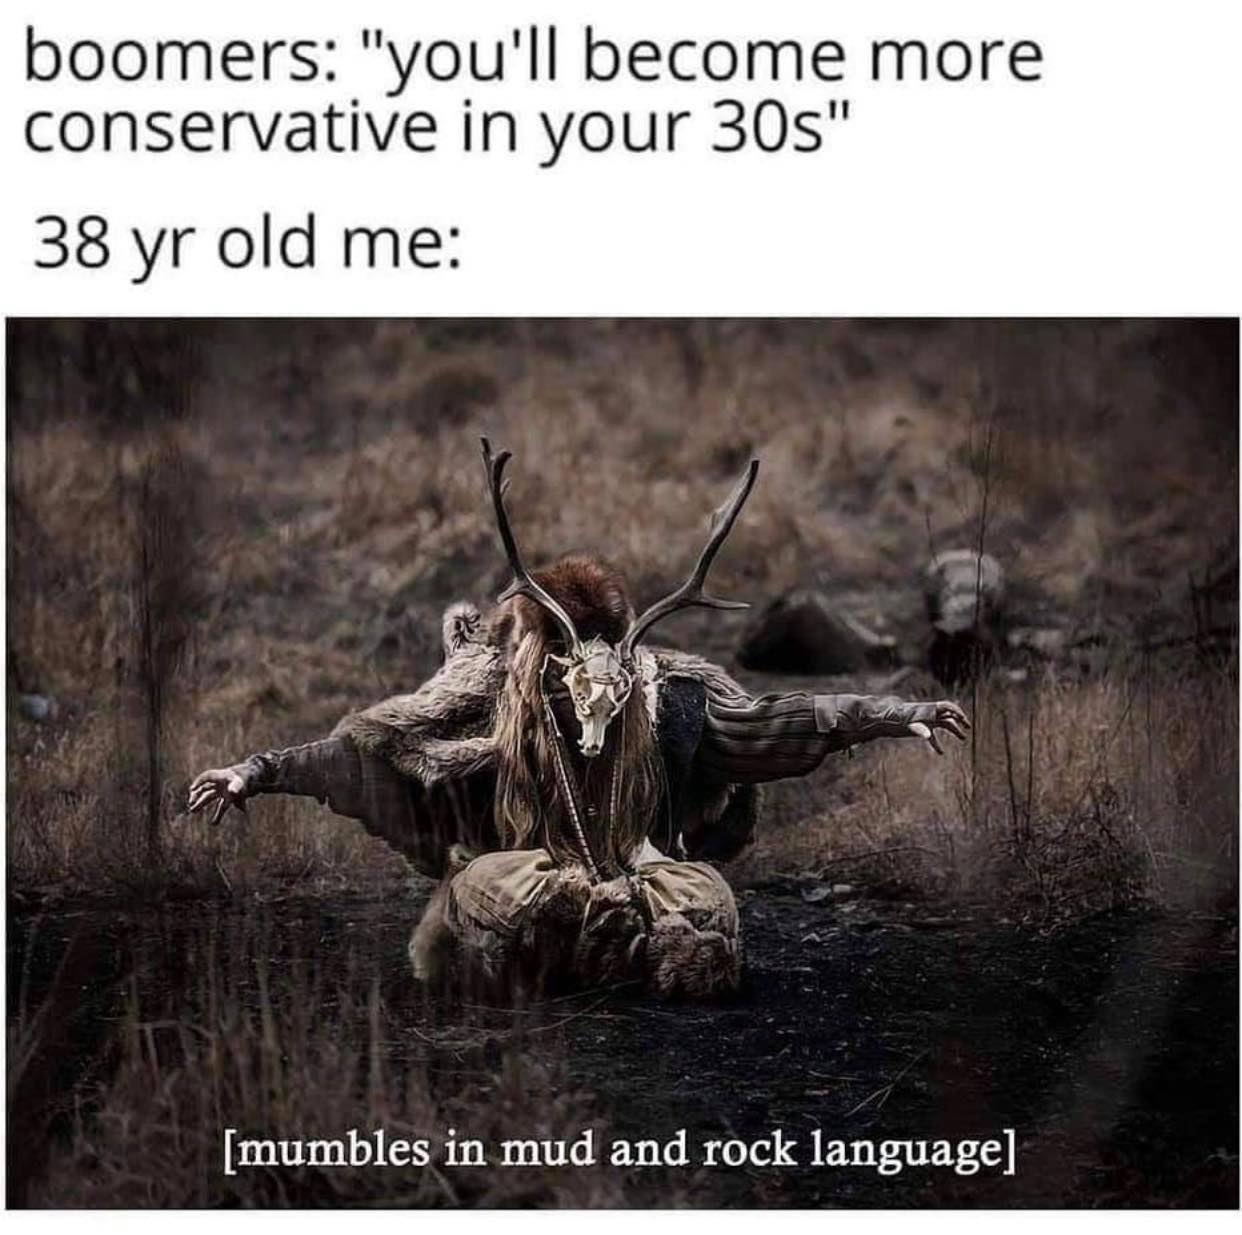 boomers: "you'll become more
conservative in your 30s"
38 yr old me:
[mumbles in mud and rock language]